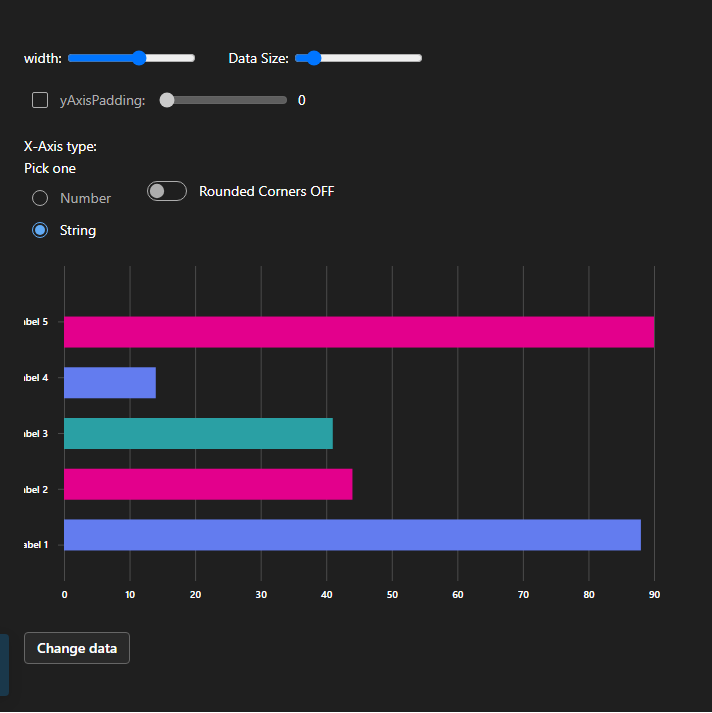 width:
Data Size:
yAxisPadding:
0
X-Axis type:
Pick one
Number
Rounded Corners OFF
String
abel 5
abel 4
abel 3
abel 2
abel 1
0 10 20 30 40 50 60 70 80 90
Change data